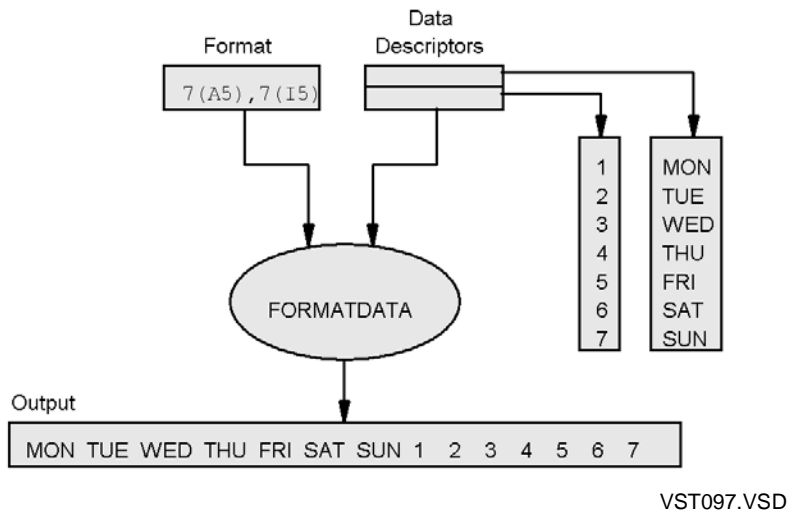 Format
Data
Descriptors
7(A5),7(I5)
1
2
3
4
5
6
7
MON
TUE
WED
THU
FRI
SAT
SUN
FORMATDATA
Output
MON TUE WED THU FRI SAT SUN 1 2 3 4 5 6 7
VST097.VSD